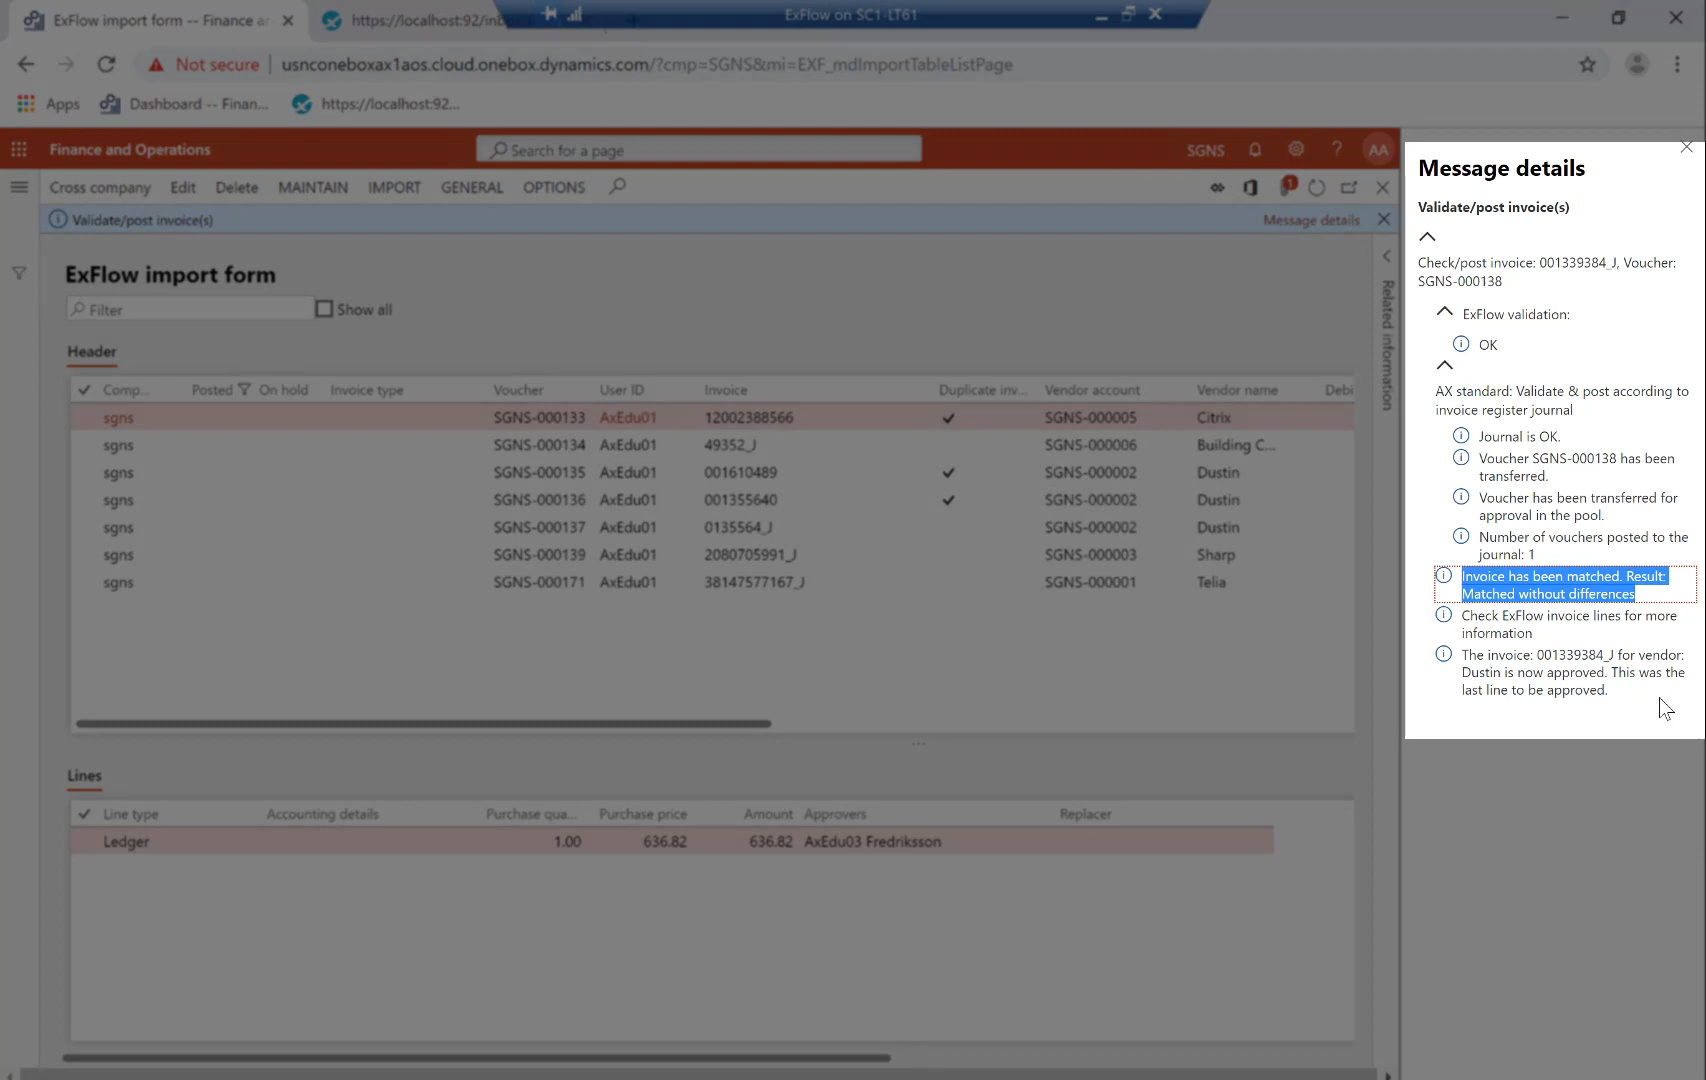 ExFlow import form -- Finance ar
https://localhost:92/inb
ExFlow on SC1-LT61
Not secure
usnconeboxax1aos.cloud.onebox.dynamics.com/?cmp=SGNS&mi=EXF_mdImportTableListPage
Apps
Dashboard -- Finan...
https://localhost:92...
Finance and Operations
Search for a page
SGNS
?
AA
Cross company
Edit
Delete
MAINTAIN
IMPORT
GENERAL
OPTIONS
1
Validate/post invoice(s)
Message details
ExFlow import form
Filter
Show all
Related information
Header
Comp... Posted On hold Invoice type Voucher User ID Invoice Duplicate inv... Vendor account Vendor name Debi
sgns SGNS-000133 AxEdu01 12002388566 SGNS-000005 Citrix
sgns SGNS-000134 AxEdu01 49352_J SGNS-000006 Building C...
sgns SGNS-000135 AxEdu01 001610489 SGNS-000002 Dustin
sgns SGNS-000136 AxEdu01 001355640 SGNS-000002 Dustin
sgns SGNS-000137 AxEdu01 0135564_J SGNS-000002 Dustin
sgns SGNS-000139 AxEdu01 2080705991_J SGNS-000003 Sharp
sgns SGNS-000171 AxEdu01 38147577167_J SGNS-000001 Telia
Lines
Line type Accounting details Purchase qua... Purchase price Amount Approvers Replacer
Ledger 1.00 636.82 636.82 AxEdu03 Fredriksson
Message details
Validate/post invoice(s)
Check/post invoice: 001339384_J, Voucher:
SGNS-000138
ExFlow validation:
OK
AX standard: Validate & post according to
invoice register journal
Journal is OK.
Voucher SGNS-000138 has been
transferred.
Voucher has been transferred for
approval in the pool.
Number of vouchers posted to the
journal: 1
Invoice has been matched. Result:
Matched without differences
Check ExFlow invoice lines for more
information
The invoice: 001339384_J for vendor:
Dustin is now approved. This was the
last line to be approved.